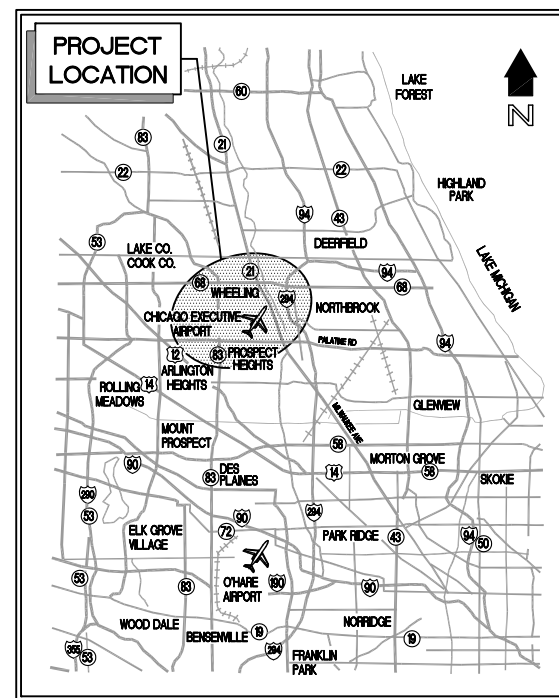 PROJECT
LOCATION
LAKE
FOREST
N
60
83
21
22
22
HIGHLAND
PARK
94
43
53
DEERFIELD
LAKE CO.
COOK CO.
LAKE MICHIGAN
21
94
68
68
WHEELING
294
NORTHBROOK
CHICAGO EXECUTIVE
AIRPORT
PALATINE RD
94
12
83
PROSPECT
HEIGHTS
ARLINGTON
HEIGHTS
14
ROLLING
MEADOWS
MILWAUKEE AVE
GLENVIEW
MOUNT
PROSPECT
58
MORTON GROVE
90
DES
PLAINES
14
58
83
SKOKIE
290
53
294
90
72
ELK GROVE
VILLAGE
PARK RIDGE
43
94
50
53
83
O'HARE
AIRPORT
190
90
WOOD DALE
NORRIDGE
BENSENVILLE
19
19
355
53
294
FRANKLIN
PARK